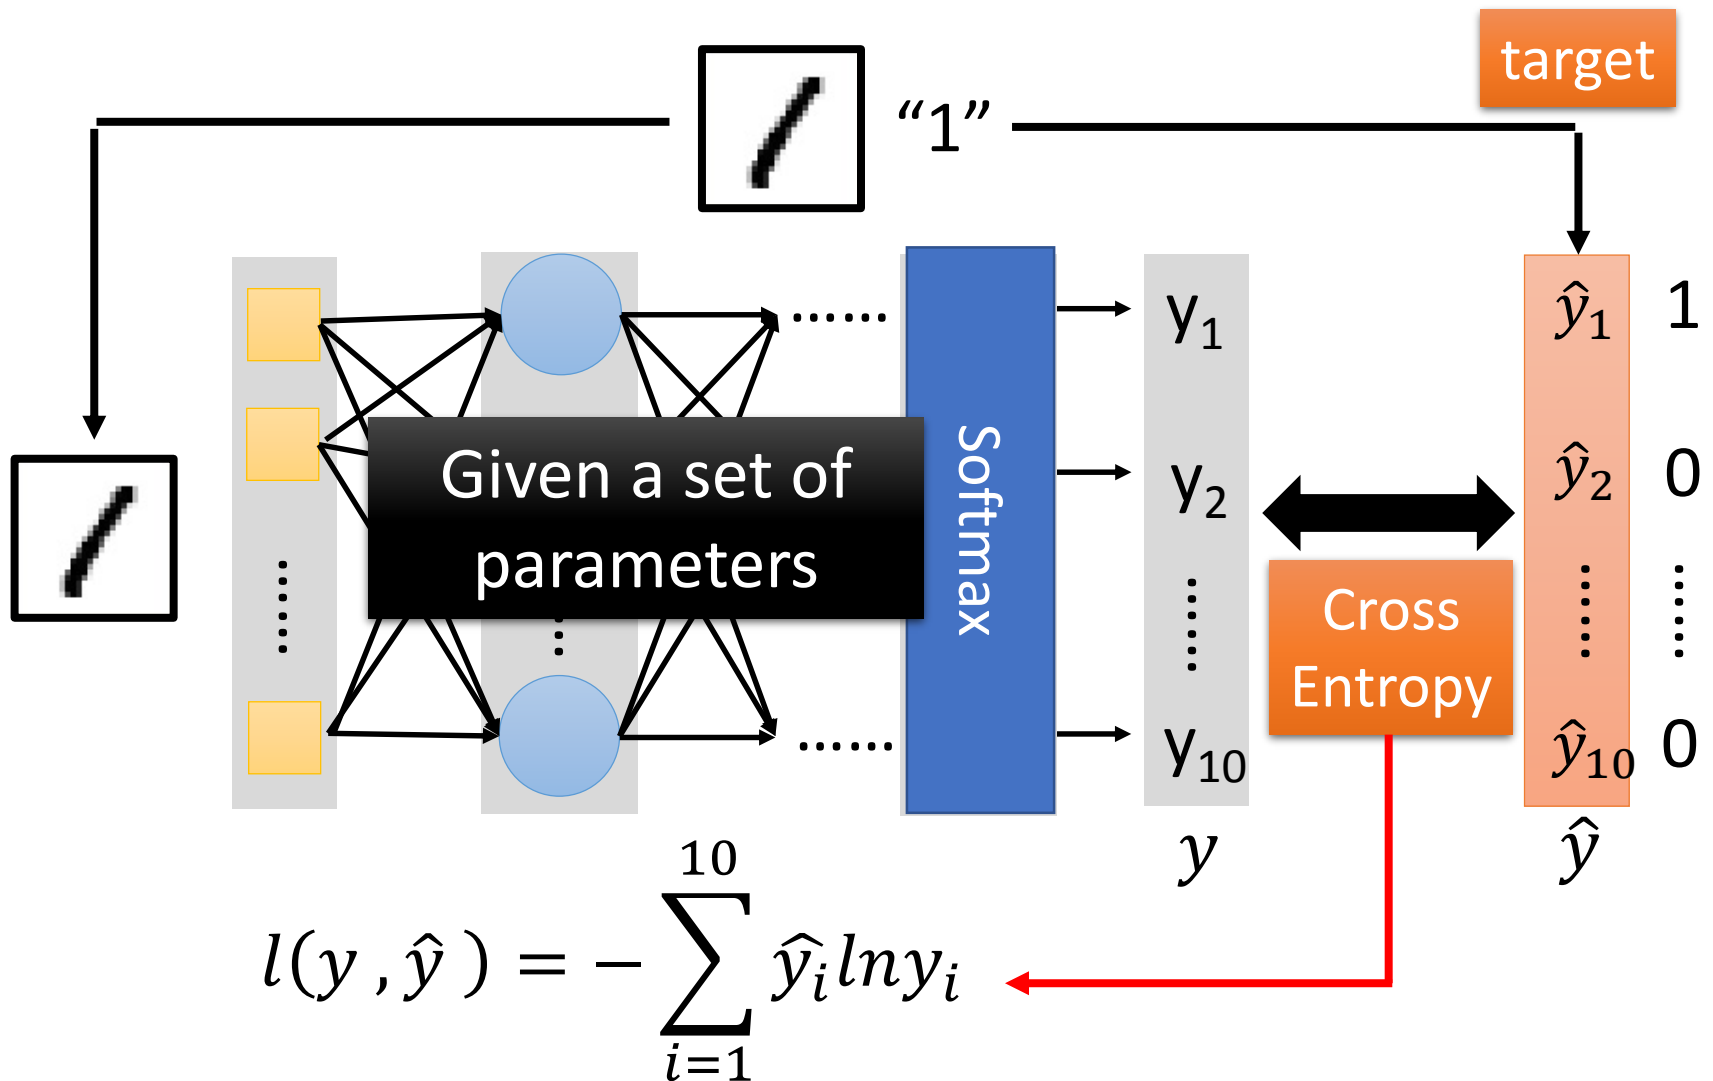 target
“1”
Given a set of
parameters
Softmax
y₁
y₂
⋮
y₁₀
y
Cross
Entropy
ŷ₁ 1
ŷ₂ 0
⋮ ⋮
ŷ₁₀ 0
ŷ
……
……
l(y , ŷ ) = − ∑_{i=1}^{10} ŷᵢ lnyᵢ